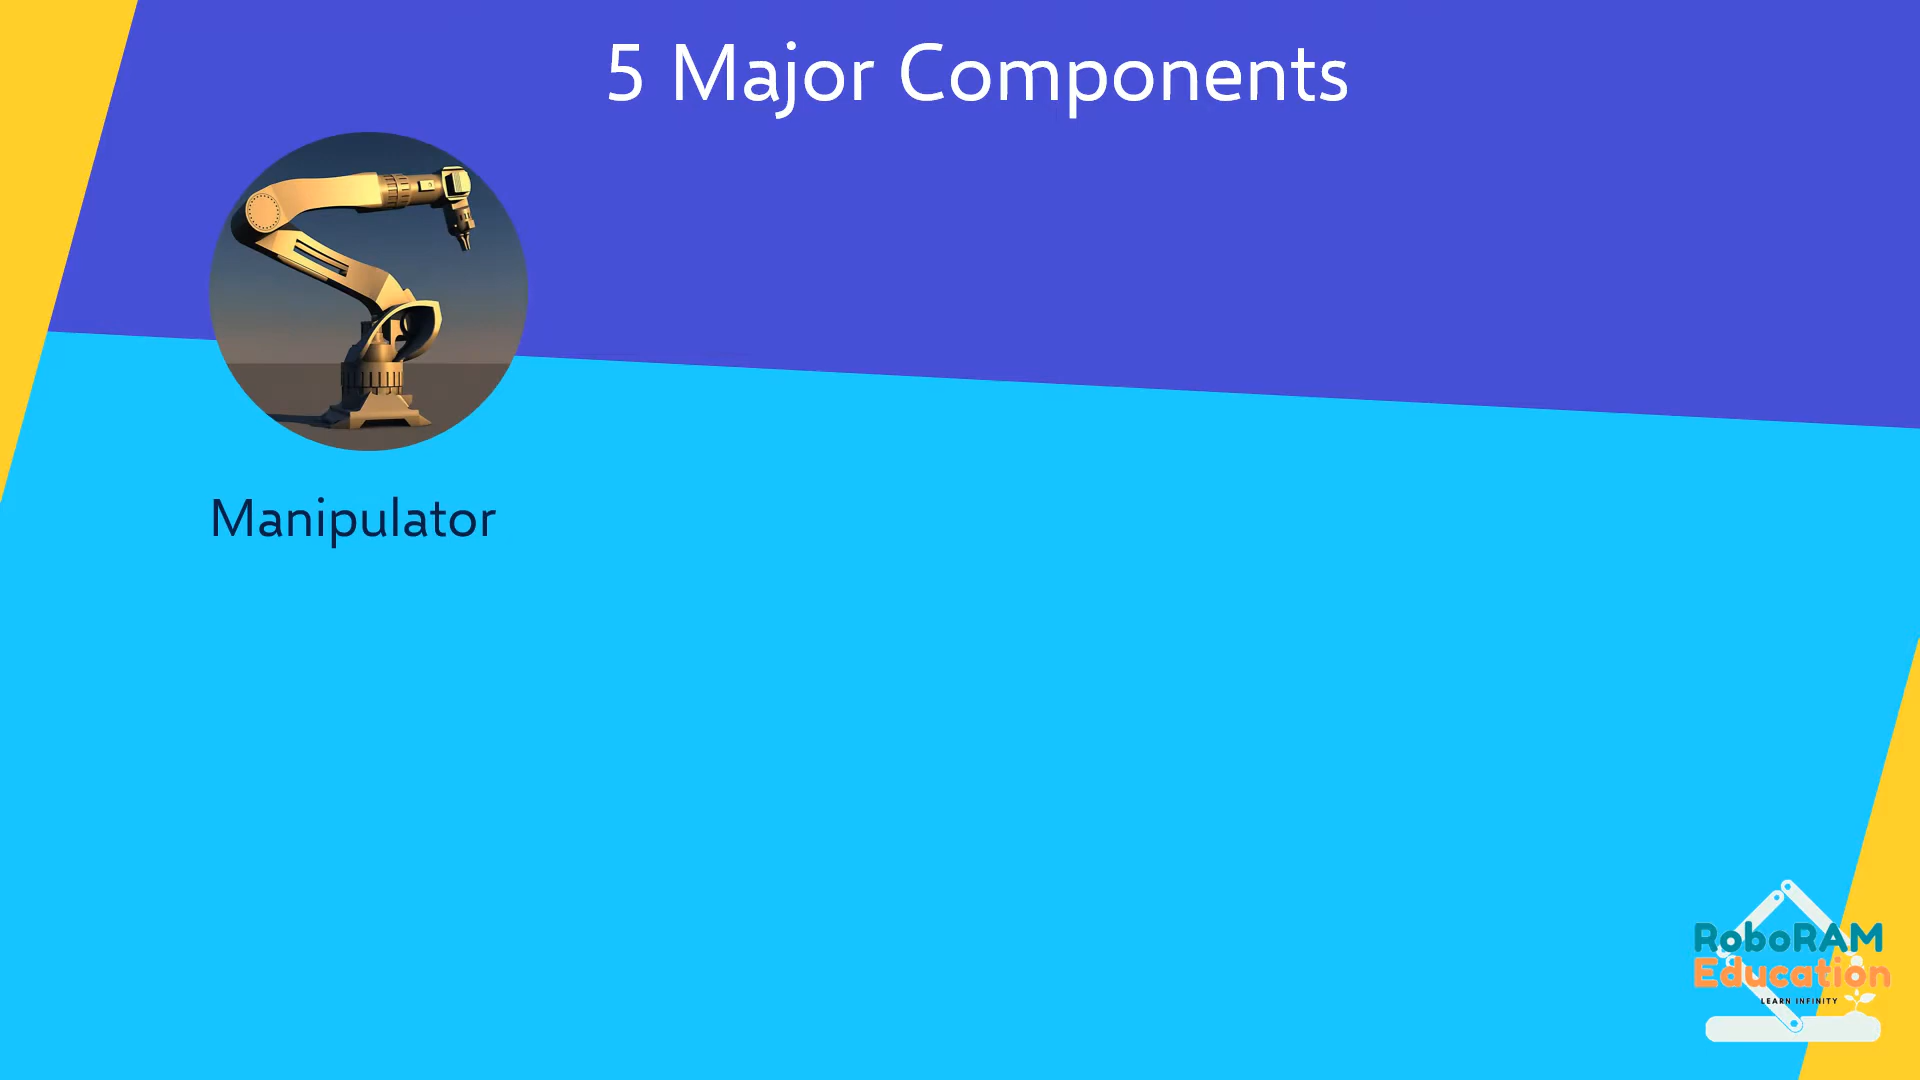 5 Major Components
Manipulator
RoboRAM
Education
LEARN INFINITY